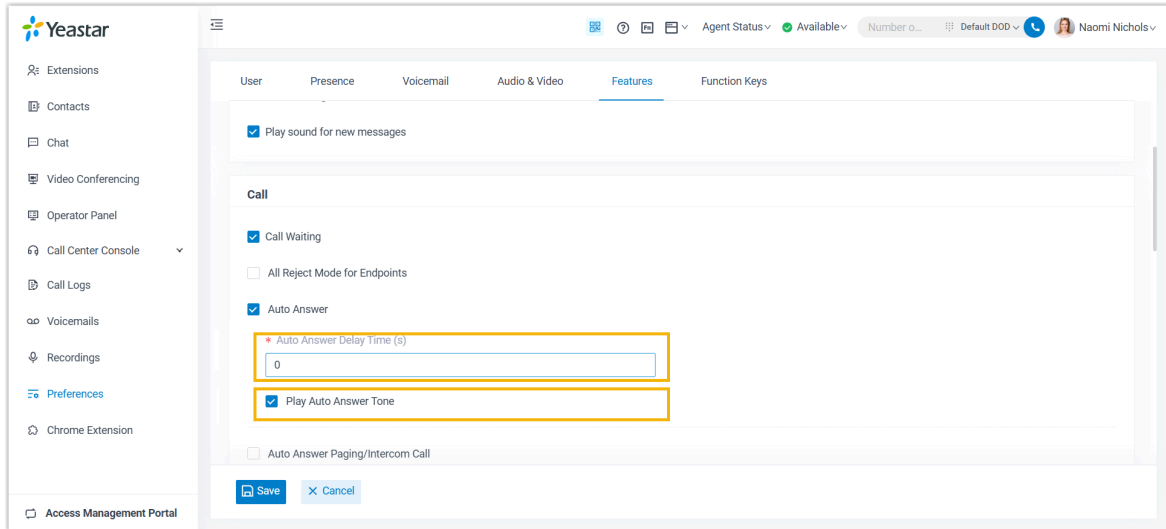 Yeastar
Fn
Agent Status
Available
Number o...
Default DOD
Naomi Nichols
Extensions
Contacts
Chat
Video Conferencing
Operator Panel
Call Center Console
Call Logs
Voicemails
Recordings
Preferences
Chrome Extension
Access Management Portal
User
Presence
Voicemail
Audio & Video
Features
Function Keys
Play sound for new messages
Call
Call Waiting
All Reject Mode for Endpoints
Auto Answer
* Auto Answer Delay Time (s)
0
Play Auto Answer Tone
Auto Answer Paging/Intercom Call
Save
Cancel